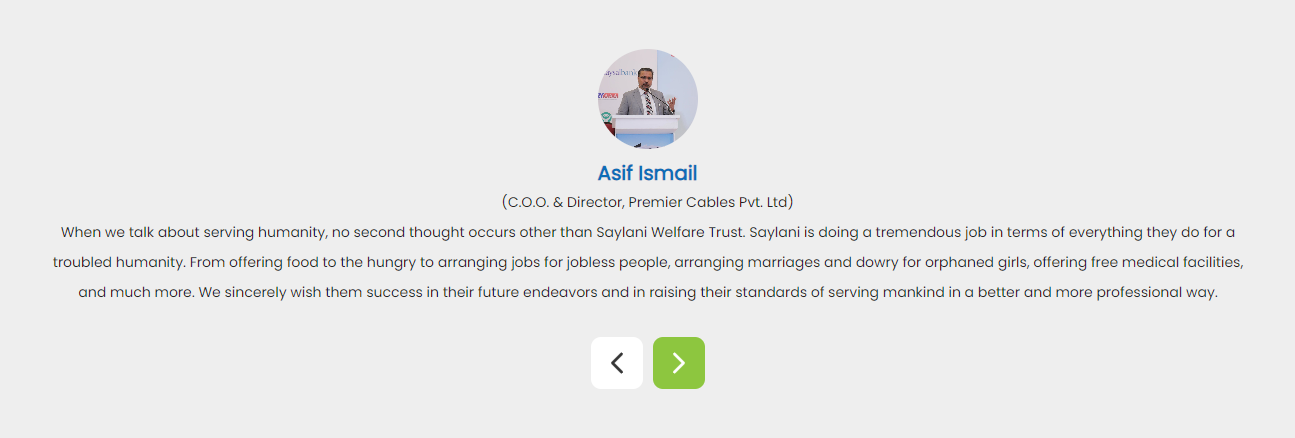 aysalbank
Asif Ismail
(C.O.O. & Director, Premier Cables Pvt. Ltd)
When we talk about serving humanity, no second thought occurs other than Saylani Welfare Trust. Saylani is doing a tremendous job in terms of everything they do for a
troubled humanity. From offering food to the hungry to arranging jobs for jobless people, arranging marriages and dowry for orphaned girls, offering free medical facilities,
and much more. We sincerely wish them success in their future endeavors and in raising their standards of serving mankind in a better and more professional way.